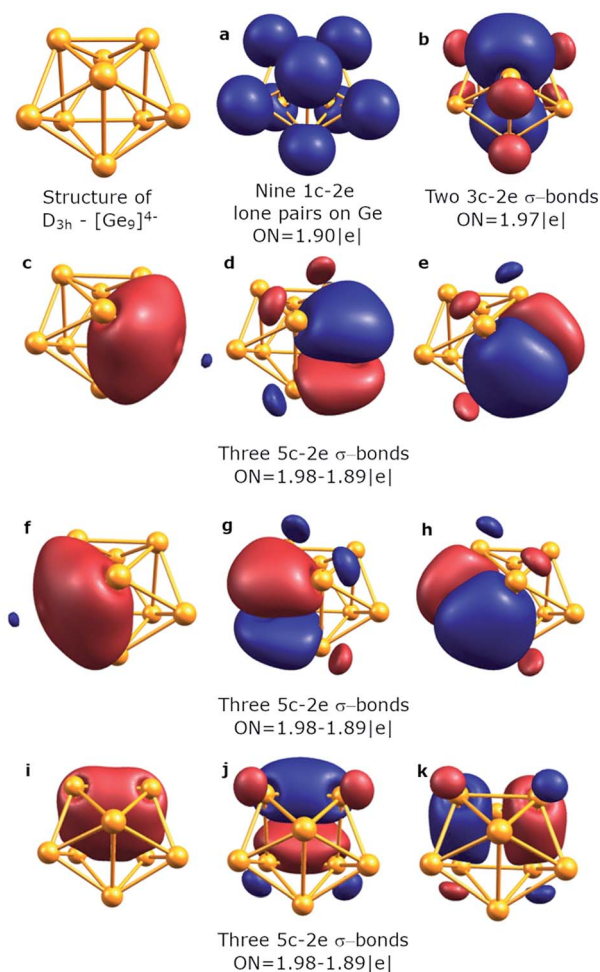 a
b
Structure of
D3h - [Ge9]4-
Nine 1c-2e
lone pairs on Ge
ON=1.90|e|
Two 3c-2e σ–bonds
ON=1.97|e|
c
d
e
Three 5c-2e σ–bonds
ON=1.98-1.89|e|
f
g
h
Three 5c-2e σ–bonds
ON=1.98-1.89|e|
i
j
k
Three 5c-2e σ–bonds
ON=1.98-1.89|e|